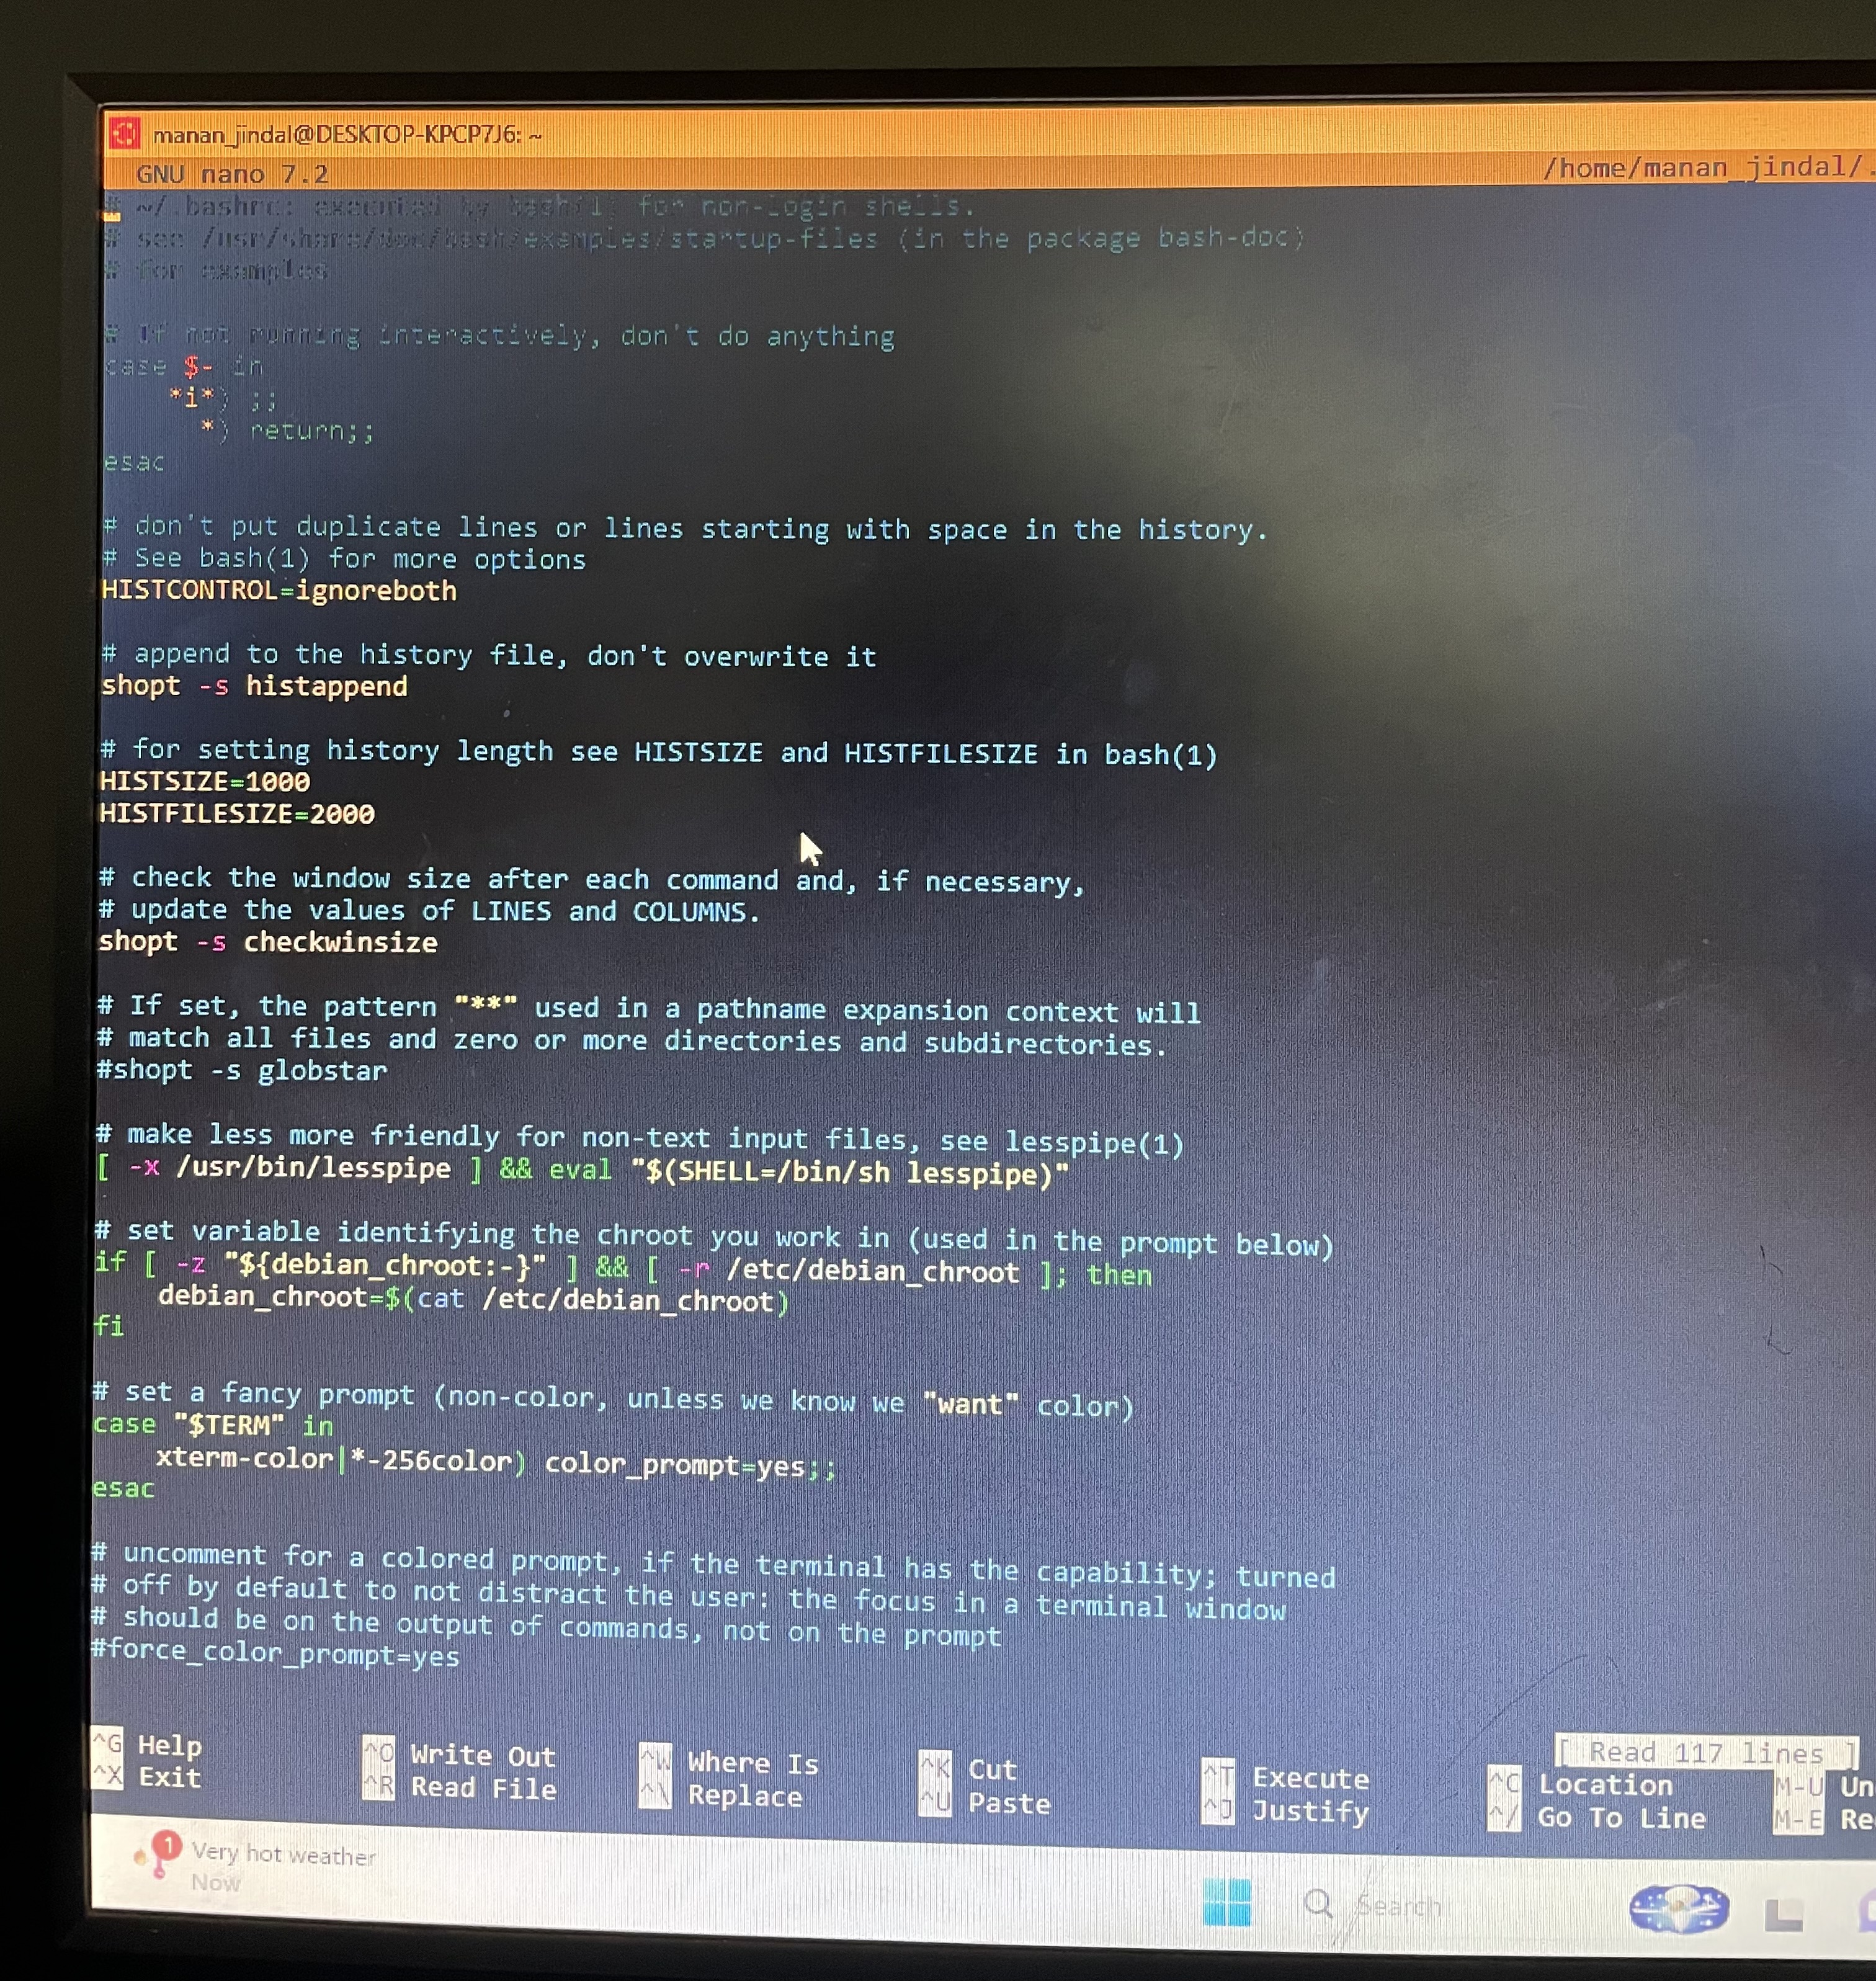 manan_jindal@DESKTOP-KPCP7J6: ~
GNU nano 7.2 /home/manan_jindal/.
# ~/.bashrc: executed by bash(1) for non-login shells.
# see /usr/share/doc/bash/examples/startup-files (in the package bash-doc)
# for examples
# If not running interactively, don't do anything
case $- in
*i*) ;;
*) return;;
esac
# don't put duplicate lines or lines starting with space in the history.
# See bash(1) for more options
HISTCONTROL=ignoreboth
# append to the history file, don't overwrite it
shopt -s histappend
# for setting history length see HISTSIZE and HISTFILESIZE in bash(1)
HISTSIZE=1000
HISTFILESIZE=2000
# check the window size after each command and, if necessary,
# update the values of LINES and COLUMNS.
shopt -s checkwinsize
# If set, the pattern "**" used in a pathname expansion context will
# match all files and zero or more directories and subdirectories.
#shopt -s globstar
# make less more friendly for non-text input files, see lesspipe(1)
[ -x /usr/bin/lesspipe ] && eval "$(SHELL=/bin/sh lesspipe)"
# set variable identifying the chroot you work in (used in the prompt below)
if [ -z "${debian_chroot:-}" ] && [ -r /etc/debian_chroot ]; then
debian_chroot=$(cat /etc/debian_chroot)
fi
# set a fancy prompt (non-color, unless we know we "want" color)
case "$TERM" in
xterm-color|*-256color) color_prompt=yes;;
esac
# uncomment for a colored prompt, if the terminal has the capability; turned
# off by default to not distract the user: the focus in a terminal window
# should be on the output of commands, not on the prompt
#force_color_prompt=yes
[ Read 117 lines ]
^G Help ^O Write Out ^W Where Is ^K Cut ^T Execute ^C Location M-U Un
^X Exit ^R Read File ^\ Replace ^U Paste ^J Justify ^/ Go To Line M-E Re
1 Very hot weather
Now
Search